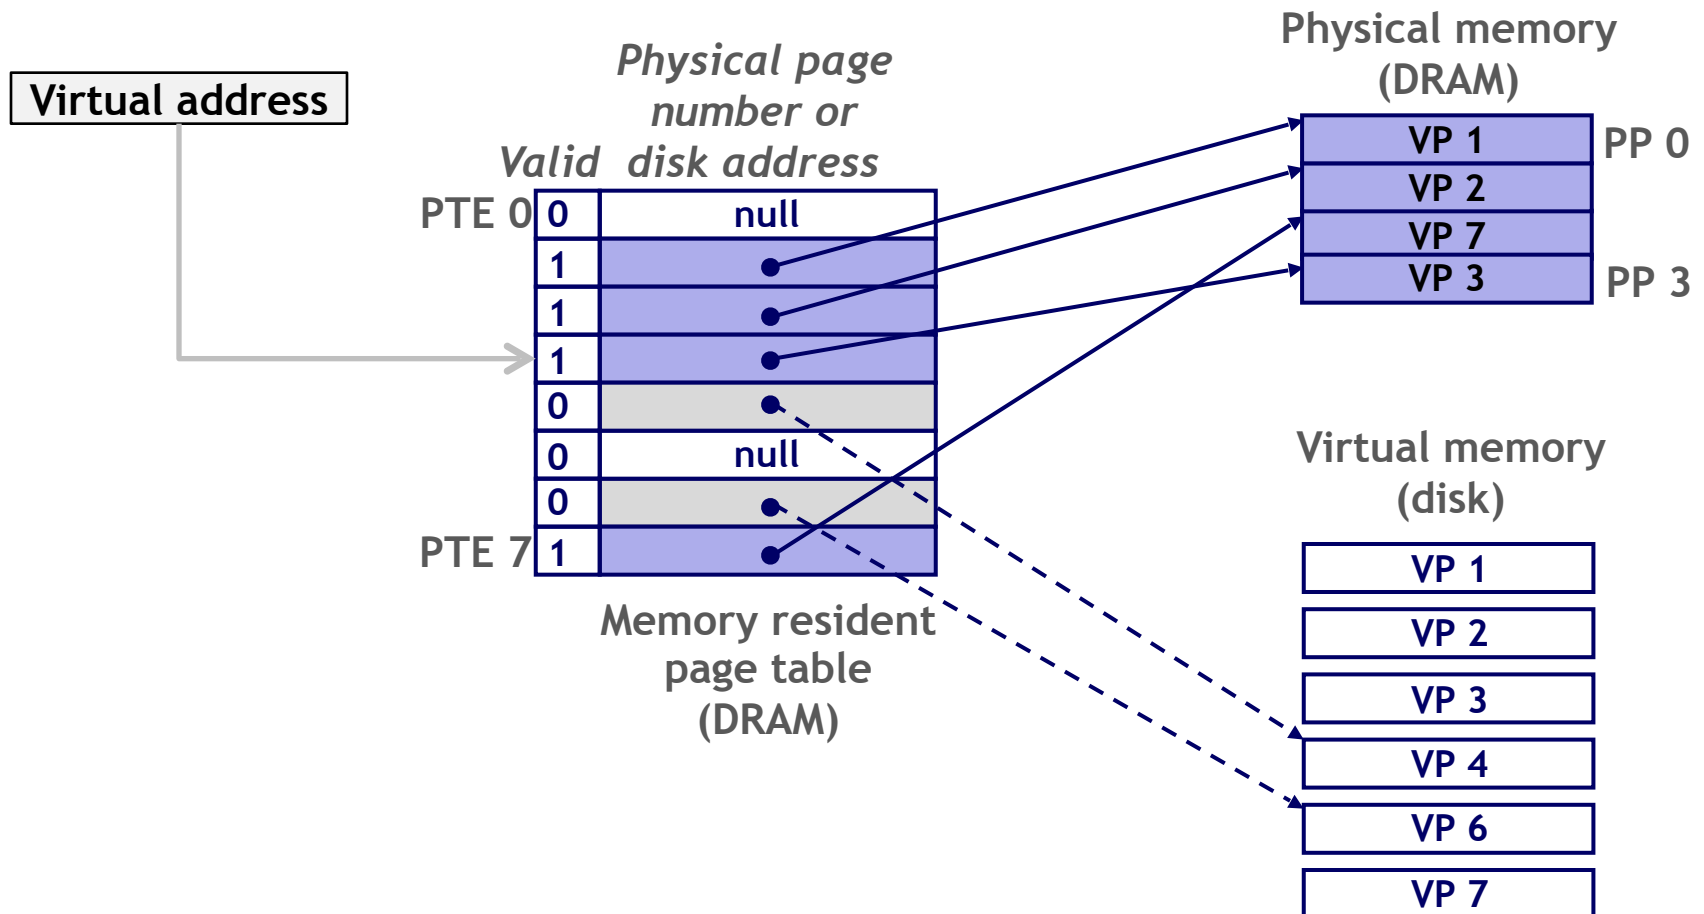 Virtual address
Physical page
number or
disk address
Valid
PTE 0
0
null
1
1
1
0
0
null
0
PTE 7
1
Memory resident
page table
(DRAM)
Physical memory
(DRAM)
VP 1
PP 0
VP 2
VP 7
VP 3
PP 3
Virtual memory
(disk)
VP 1
VP 2
VP 3
VP 4
VP 6
VP 7